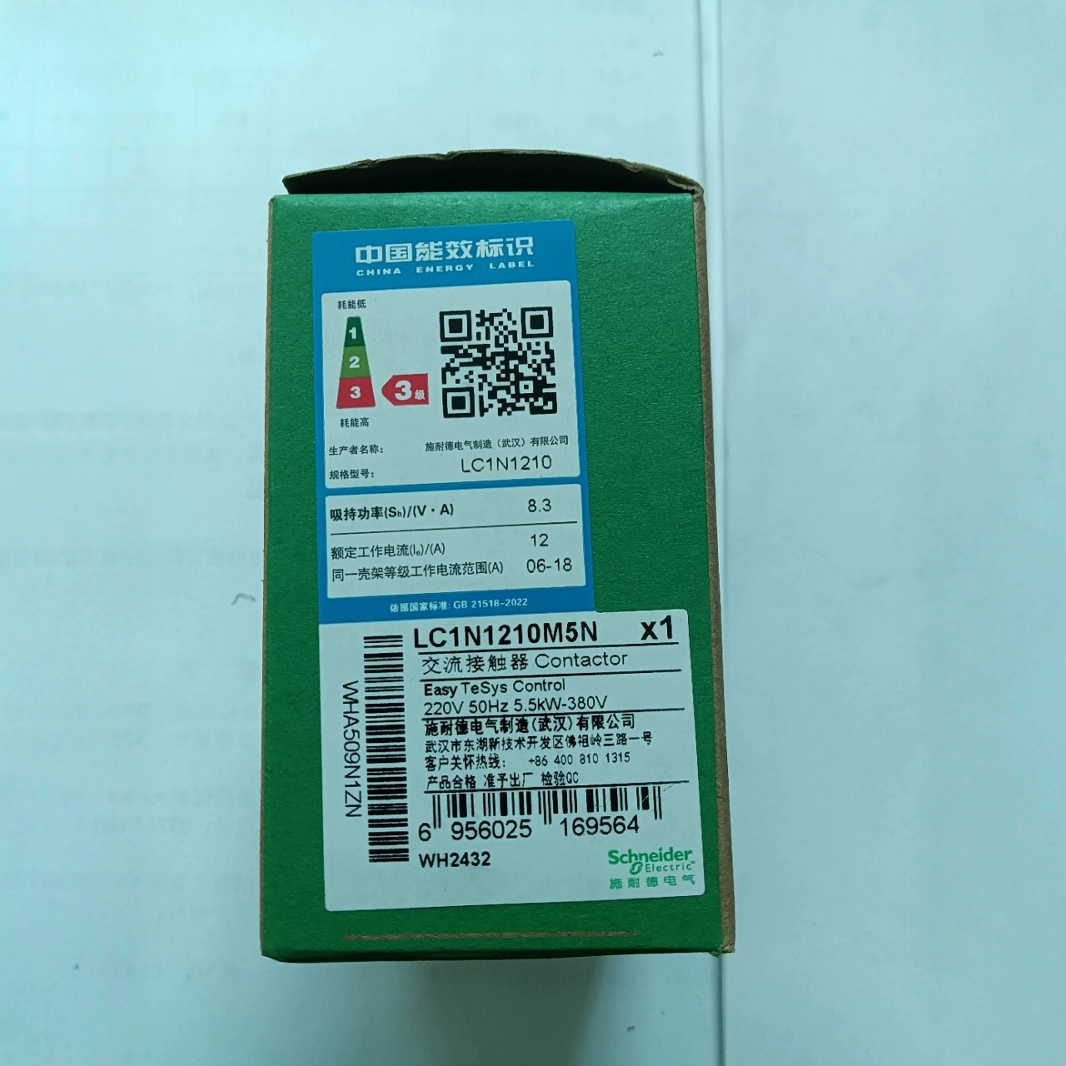 中国能效标识
CHINA ENERGY LABEL
耗能低
1
2
3
3级
耗能高
生产者名称: 施耐德电气制造（武汉）有限公司
规格型号: LC1N1210
吸持功率(Sh)/(V·A) 8.3
额定工作电流(Ie)/(A) 12
同一壳架等级工作电流范围(A) 06-18
依据国家标准: GB 21518-2022
LC1N1210M5N x1
交流接触器 Contactor
Easy TeSys Control
220V 50Hz 5.5kW-380V
施耐德电气制造(武汉)有限公司
武汉市东湖新技术开发区佛祖岭三路一号
客户关怀热线: +86 400 810 1315
产品合格 准予出厂 检验QC
WHA509N1ZN
6 956025 169564
WH2432
Schneider
Electric™
施耐德电气